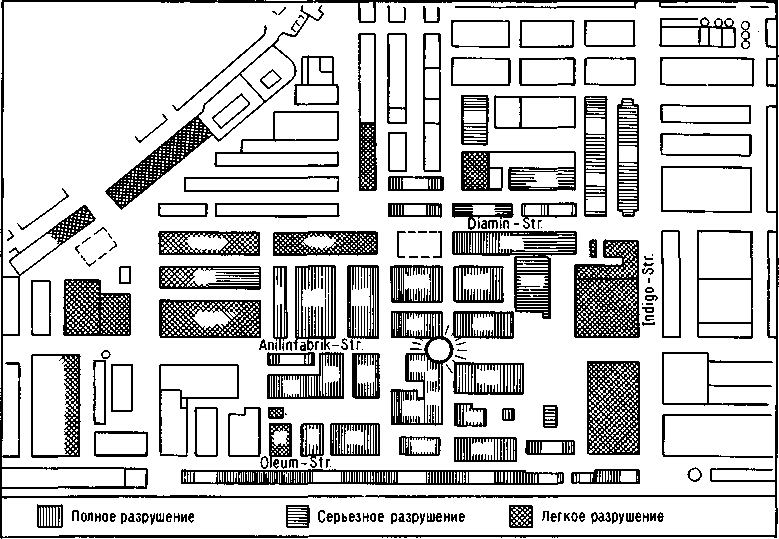 Diamin-Str.
Indigo-Str.
Anilinfabrik-Str.
Oleum-Str.
Полное разрушение
Серьезное разрушение
Легкое разрушение